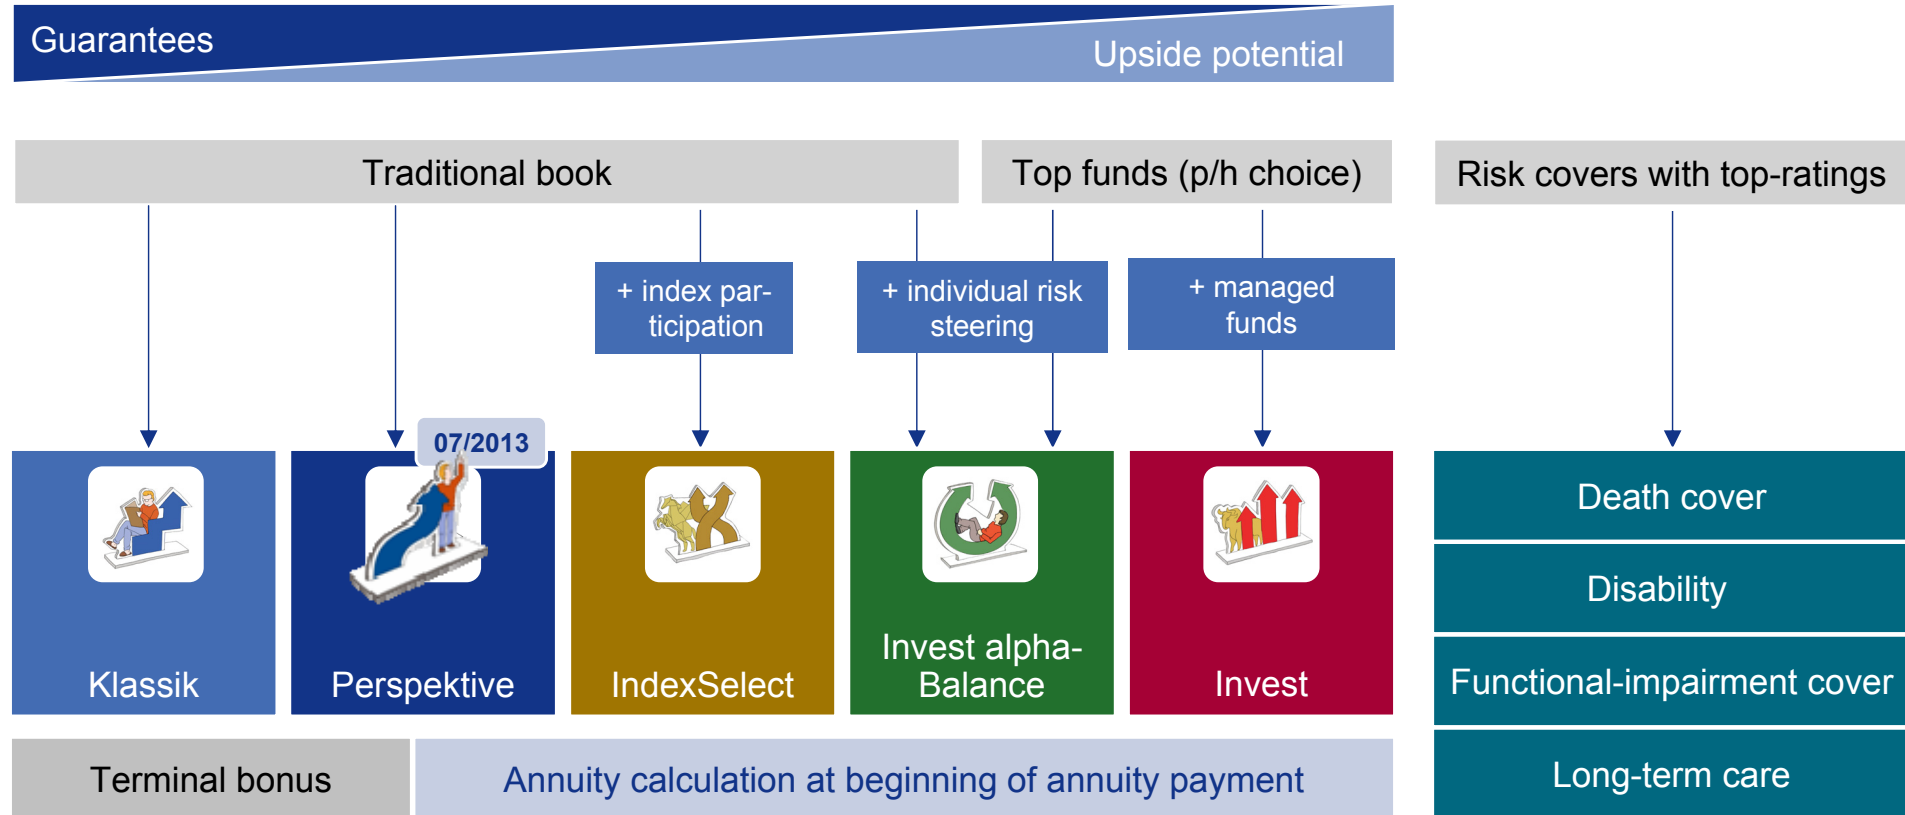 Guarantees
Upside potential
Traditional book
Top funds (p/h choice)
Risk covers with top-ratings
+ index par-
ticipation
+ individual risk
steering
+ managed
funds
07/2013
Klassik
Perspektive
IndexSelect
Invest alpha-
Balance
Invest
Death cover
Disability
Functional-impairment cover
Long-term care
Terminal bonus
Annuity calculation at beginning of annuity payment